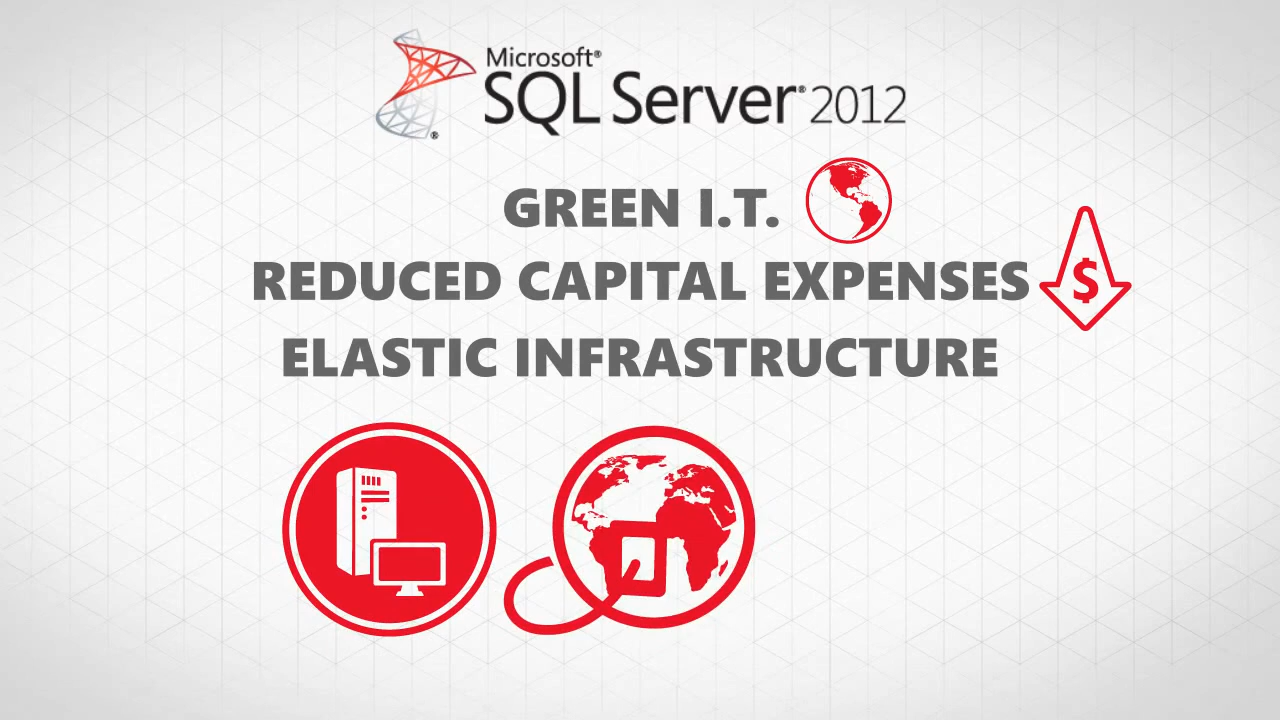 Microsoft®
SQL Server® 2012
®
GREEN I.T.
REDUCED CAPITAL EXPENSES
$
ELASTIC INFRASTRUCTURE